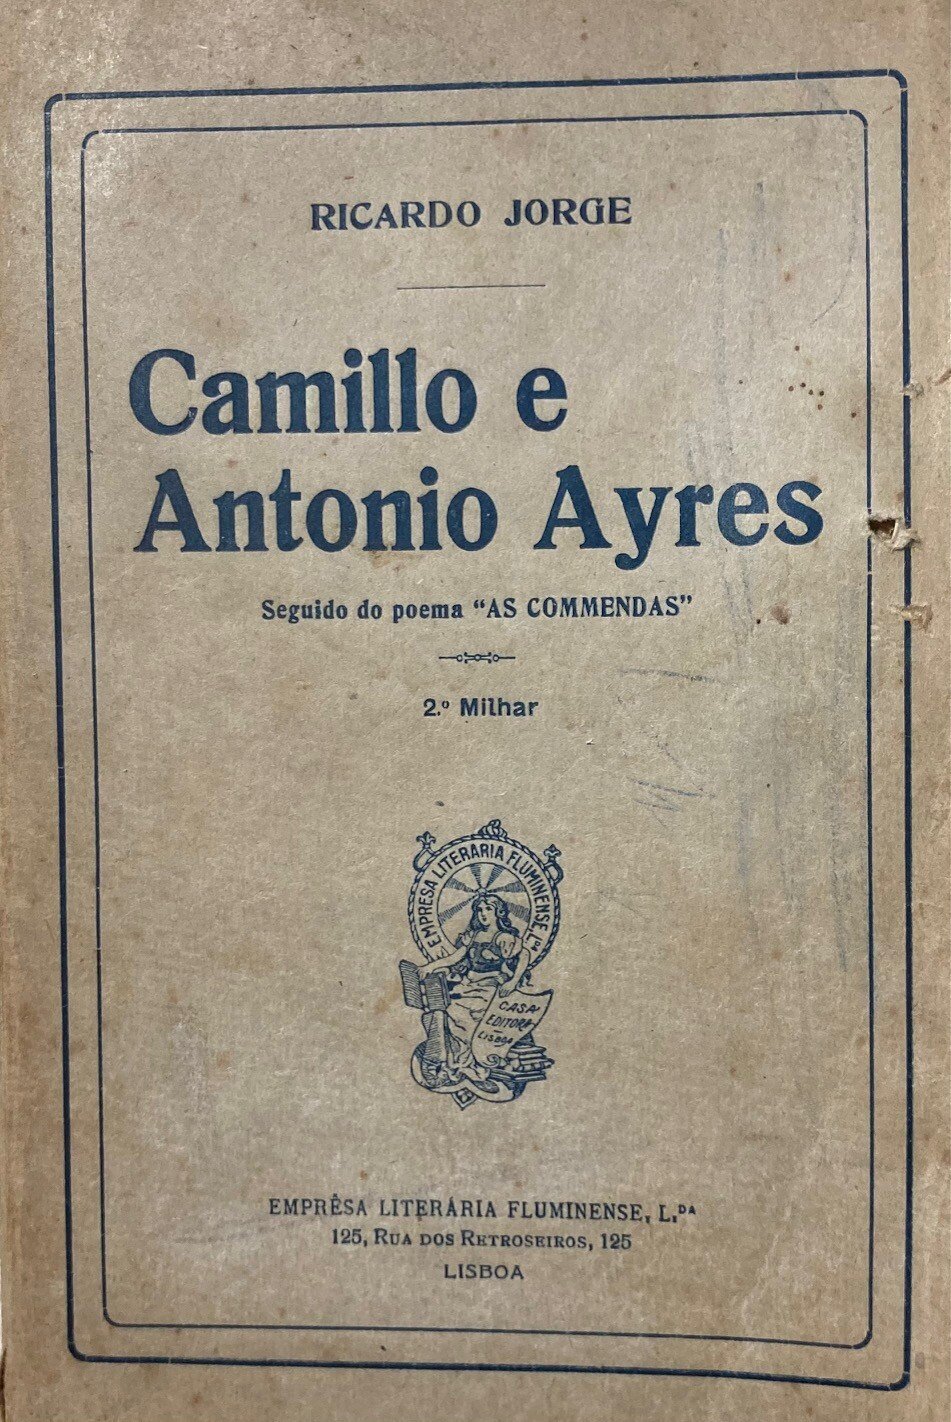 RICARDO JORGE
Camillo e
Antonio Ayres
Seguido do poema “AS COMMENDAS”
2.º Milhar
EMPRESA LITERARIA FLUMINENSE L.DA
CASA
EDITORA
LISBOA
EMPRÊSA LITERÁRIA FLUMINENSE, L.DA
125, RUA DOS RETROSEIROS, 125
LISBOA